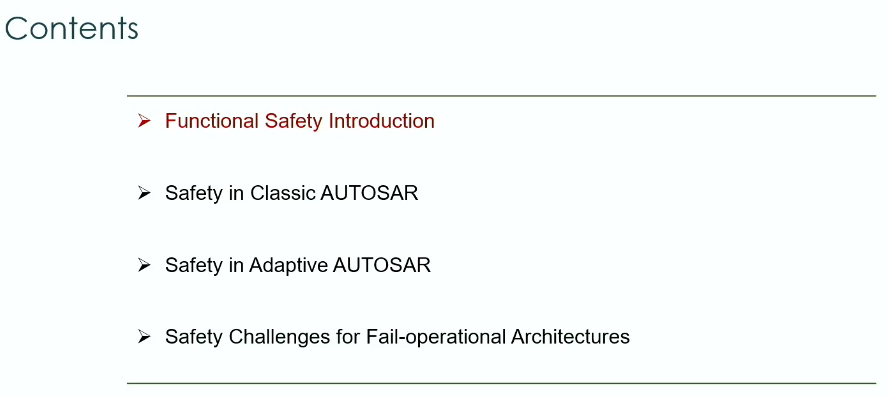 Contents
Functional Safety Introduction
Safety in Classic AUTOSAR
Safety in Adaptive AUTOSAR
Safety Challenges for Fail-operational Architectures